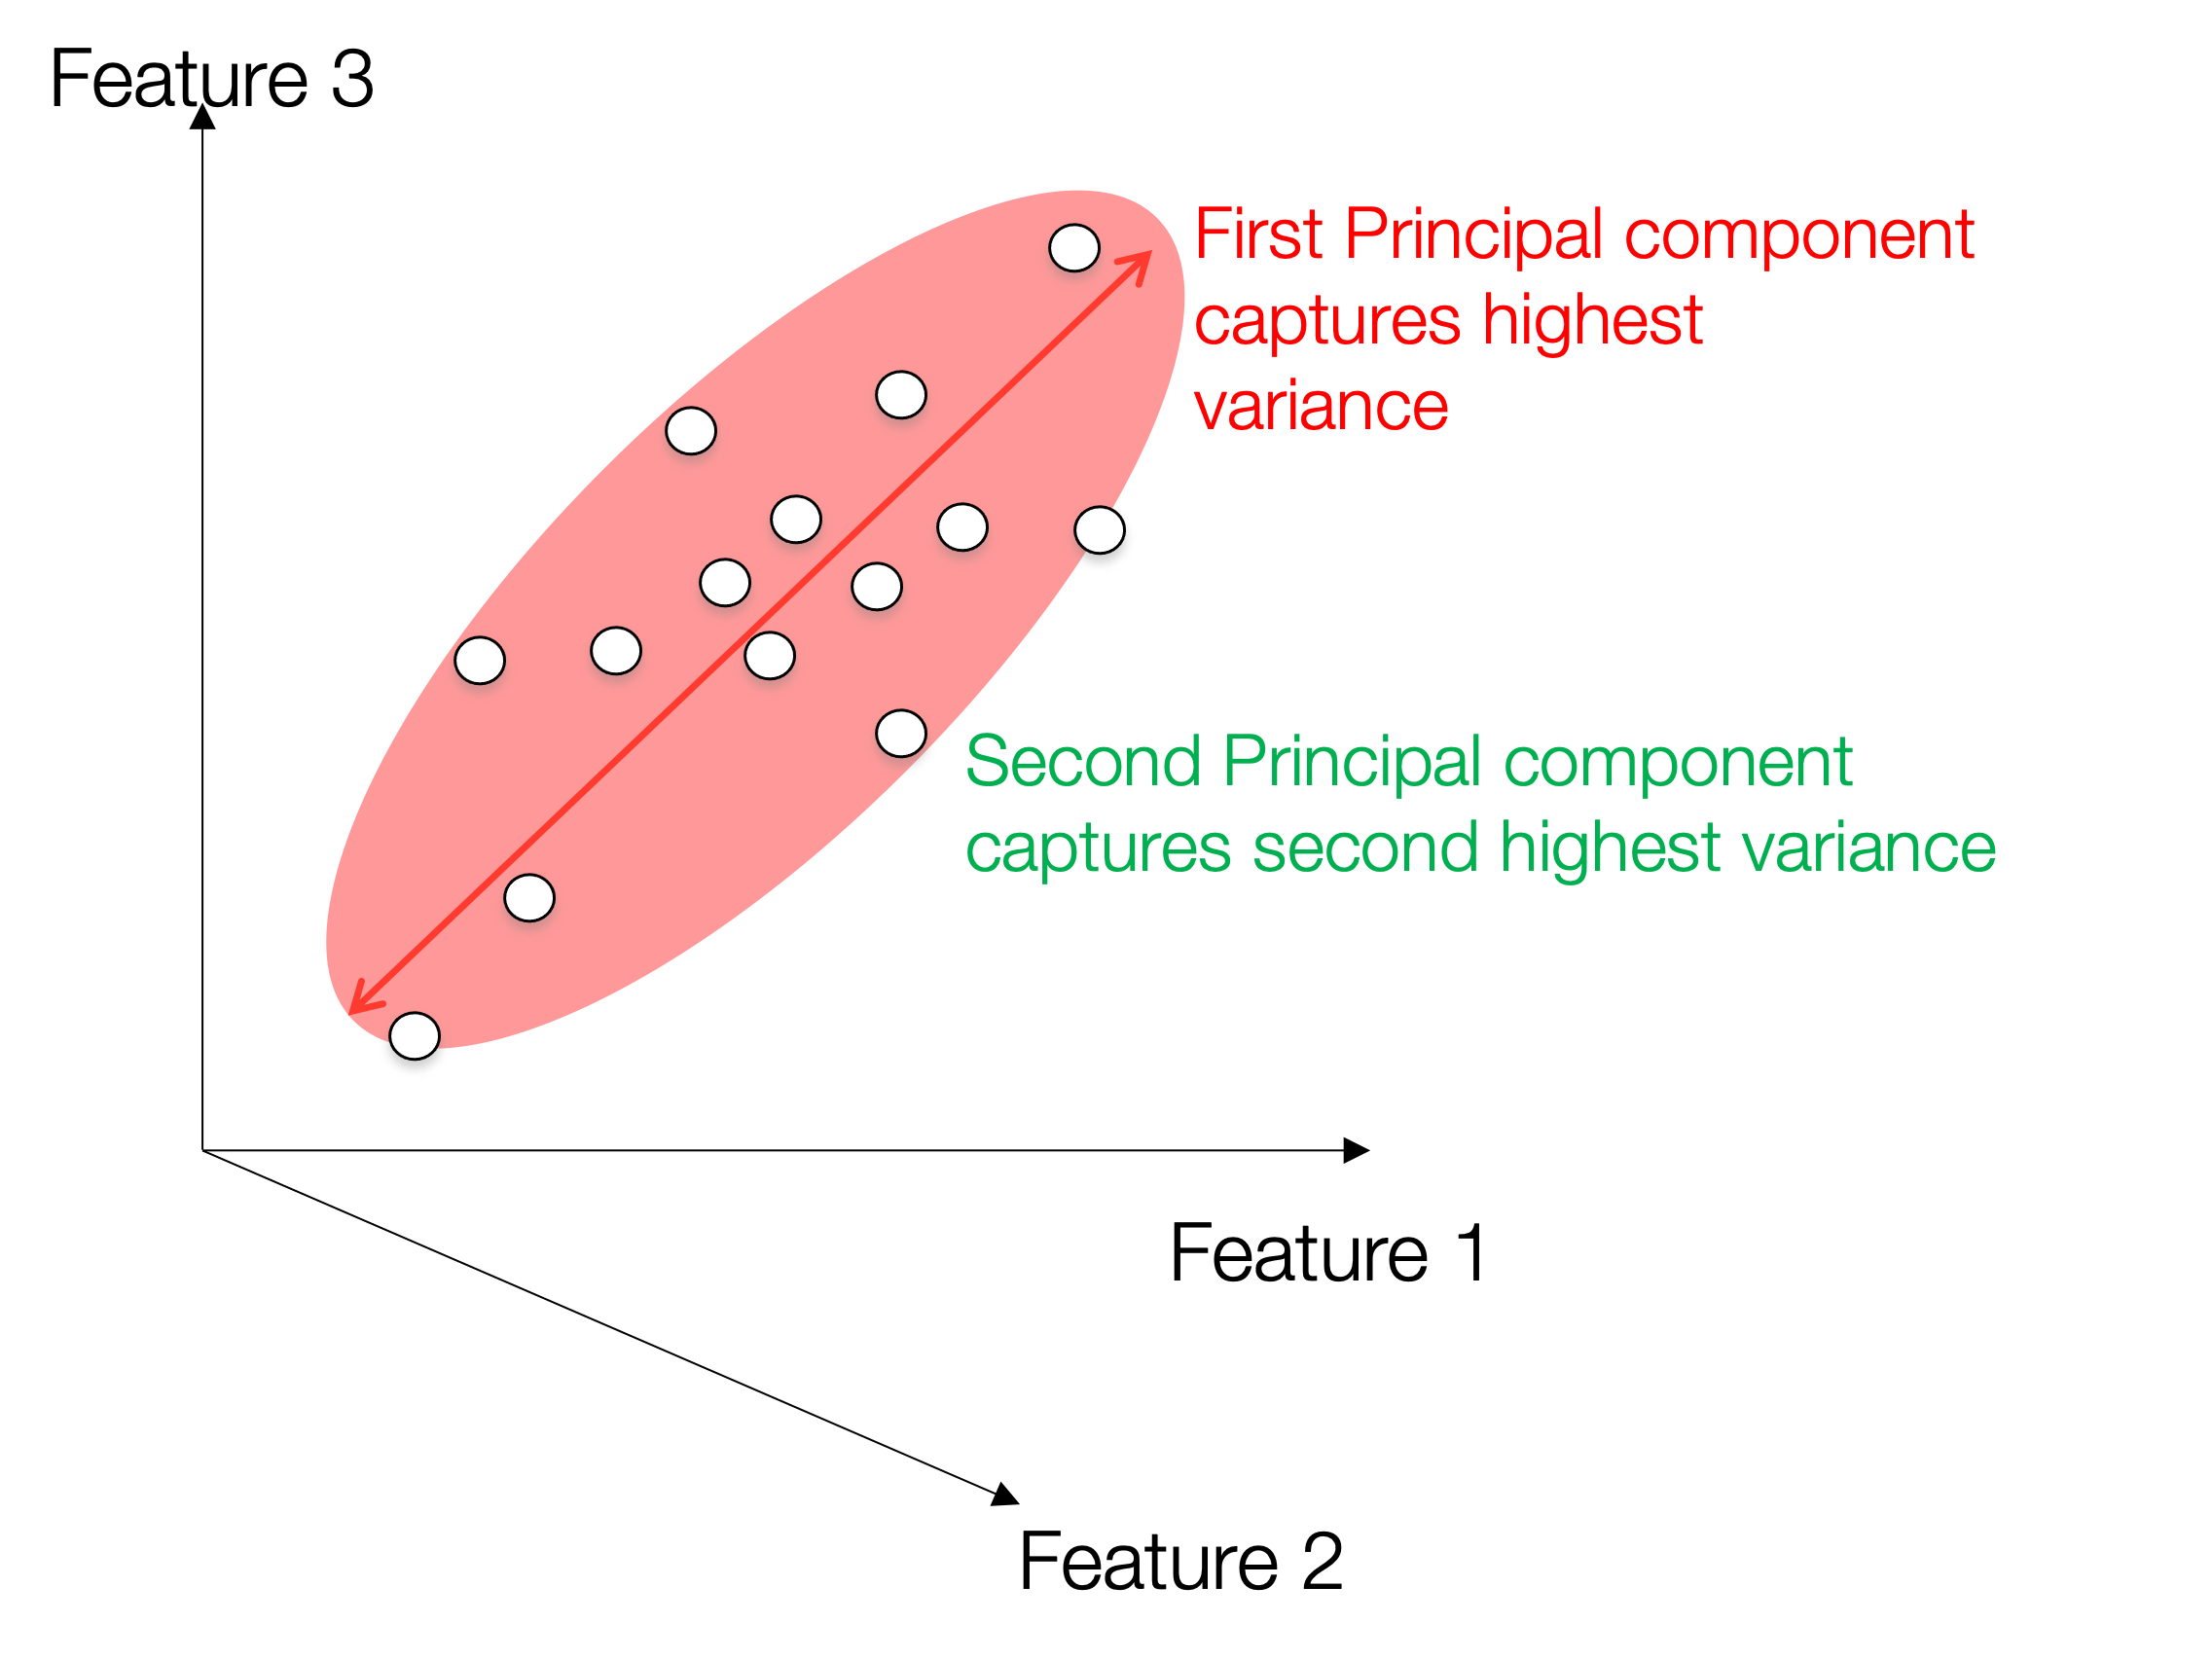 Feature 3
First Principal component
captures highest
variance
Second Principal component
captures second highest variance
Feature 1
Feature 2